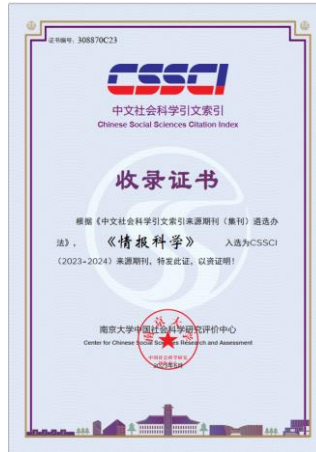 证书编号：308870C23
CSSCI
中文社会科学引文索引
Chinese Social Sciences Citation Index
收录证书
根据《中文社会科学引文索引来源期刊（集刊）遴选办
法》， 《情报科学》 入选为CSSCI
（2023-2024）来源期刊，特发此证，以资证明！
南京大学中国社会科学研究评价中心
Center for Chinese Social Sciences Research and Assessment